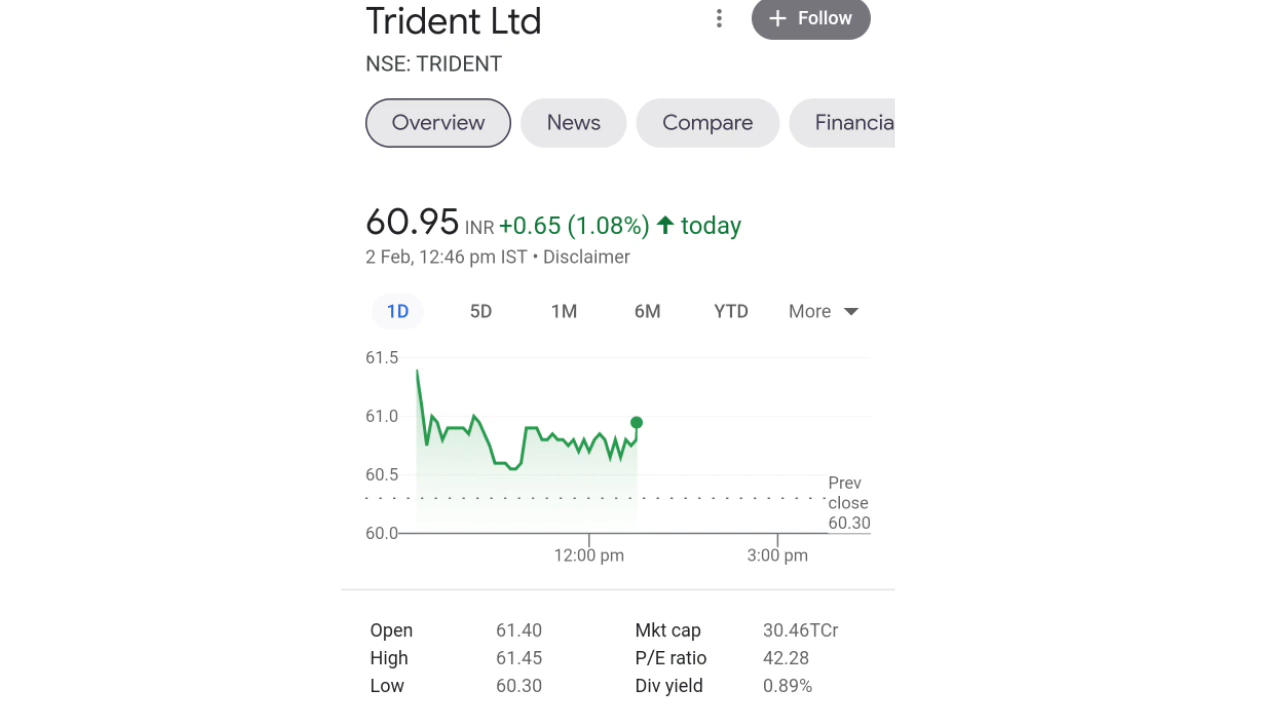 Trident Ltd
+ Follow
NSE: TRIDENT
Overview News Compare Financia
60.95 INR +0.65 (1.08%) ↑ today
2 Feb, 12:46 pm IST • Disclaimer
1D 5D 1M 6M YTD More
61.5
61.0
60.5
Prev
close
60.30
60.0
12:00 pm 3:00 pm
Open 61.40 Mkt cap 30.46TCr
High 61.45 P/E ratio 42.28
Low 60.30 Div yield 0.89%